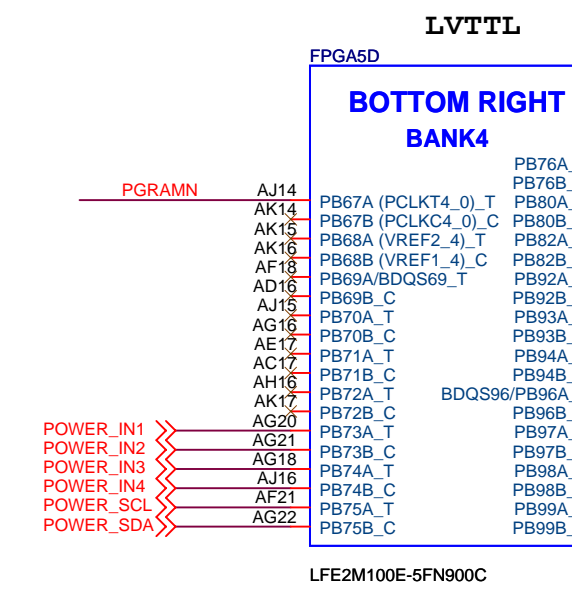 LVTTL
FPGA5D
BOTTOM RIGHT
BANK4
PB76A_
PB76B_
PGRAMN AJ14 PB67A (PCLKT4_0)_T PB80A_
AK14 PB67B (PCLKC4_0)_C PB80B_
AK15 PB68A (VREF2_4)_T PB82A_
AK16 PB68B (VREF1_4)_C PB82B_
AF18 PB69A/BDQS69_T PB92A_
AD16 PB69B_C PB92B_
AJ15 PB70A_T PB93A_
AG16 PB70B_C PB93B_
AE17 PB71A_T PB94A_
AC17 PB71B_C PB94B_
AH16 PB72A_T BDQS96/PB96A_
AK17 PB72B_C PB96B_
POWER_IN1 AG20 PB73A_T PB97A_
POWER_IN2 AG21 PB73B_C PB97B_
POWER_IN3 AG18 PB74A_T PB98A_
POWER_IN4 AJ16 PB74B_C PB98B_
POWER_SCL AF21 PB75A_T PB99A_
POWER_SDA AG22 PB75B_C PB99B_
LFE2M100E-5FN900C